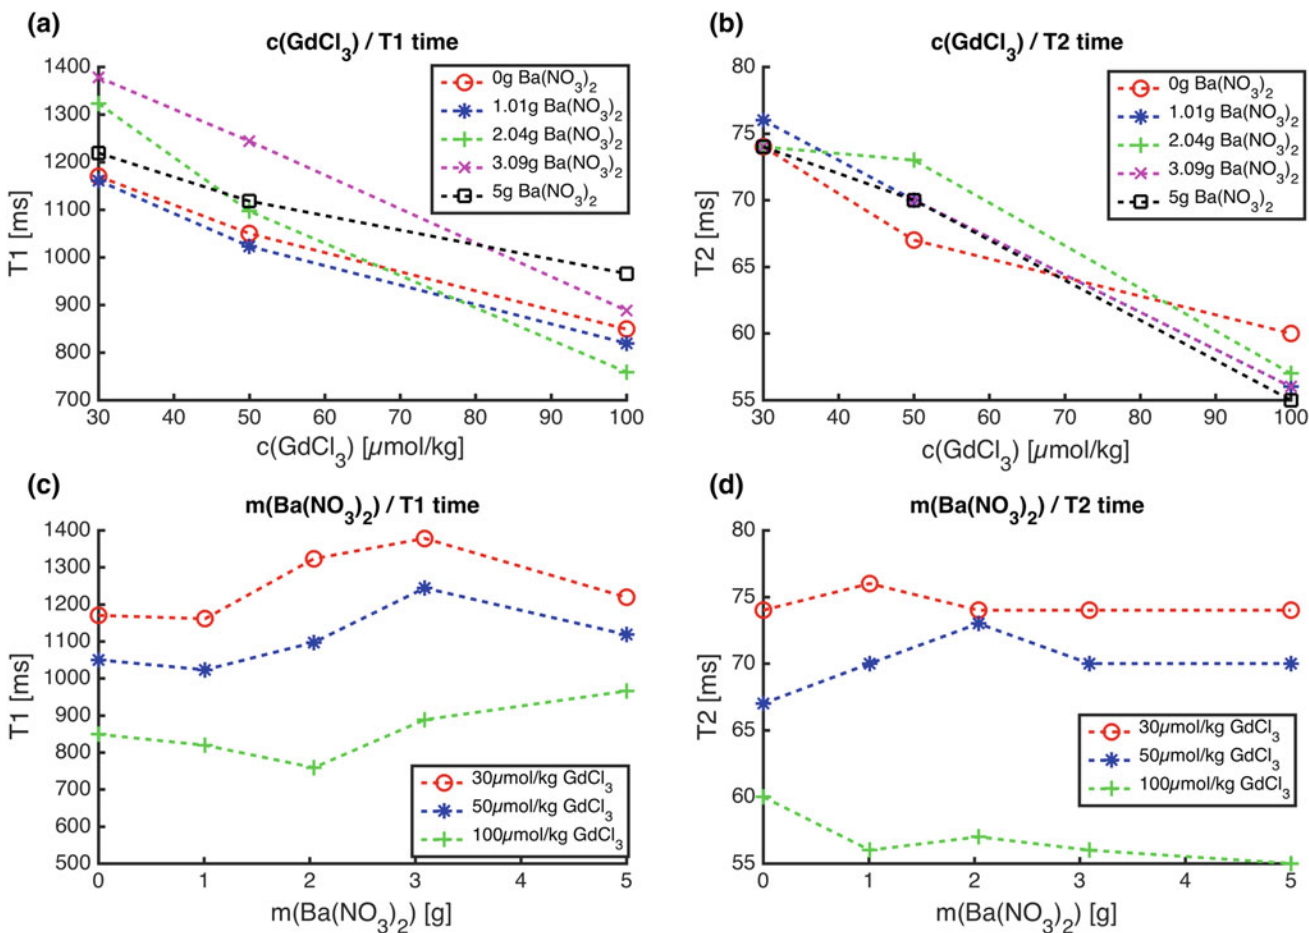 (a)
c(GdCl₃) / T1 time
1400
1300
1200
1100
1000
900
800
700
T1 [ms]
30 40 50 60 70 80 90 100
c(GdCl₃) [µmol/kg]
0g Ba(NO₃)₂
1.01g Ba(NO₃)₂
2.04g Ba(NO₃)₂
3.09g Ba(NO₃)₂
5g Ba(NO₃)₂
(b)
c(GdCl₃) / T2 time
80
75
70
65
60
55
T2 [ms]
30 40 50 60 70 80 90 100
c(GdCl₃) [µmol/kg]
0g Ba(NO₃)₂
1.01g Ba(NO₃)₂
2.04g Ba(NO₃)₂
3.09g Ba(NO₃)₂
5g Ba(NO₃)₂
(c)
m(Ba(NO₃)₂) / T1 time
1400
1300
1200
1100
1000
900
800
700
600
500
T1 [ms]
0 1 2 3 4 5
m(Ba(NO₃)₂) [g]
30µmol/kg GdCl₃
50µmol/kg GdCl₃
100µmol/kg GdCl₃
(d)
m(Ba(NO₃)₂) / T2 time
80
75
70
65
60
55
T2 [ms]
0 1 2 3 4 5
m(Ba(NO₃)₂) [g]
30µmol/kg GdCl₃
50µmol/kg GdCl₃
100µmol/kg GdCl₃